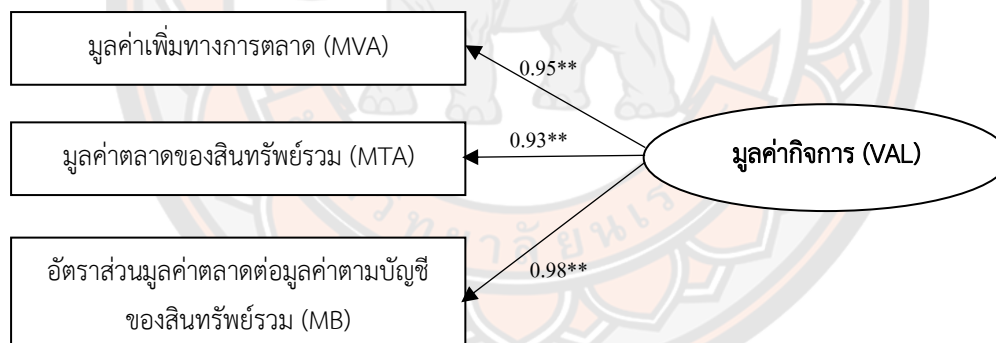 มูลค่าเพิ่มทางการตลาด (MVA)
0.95**
มูลค่าตลาดของสินทรัพย์รวม (MTA)
0.93**
มูลค่ากิจการ (VAL)
อัตราส่วนมูลค่าตลาดต่อมูลค่าตามบัญชี
ของสินทรัพย์รวม (MB)
0.98**